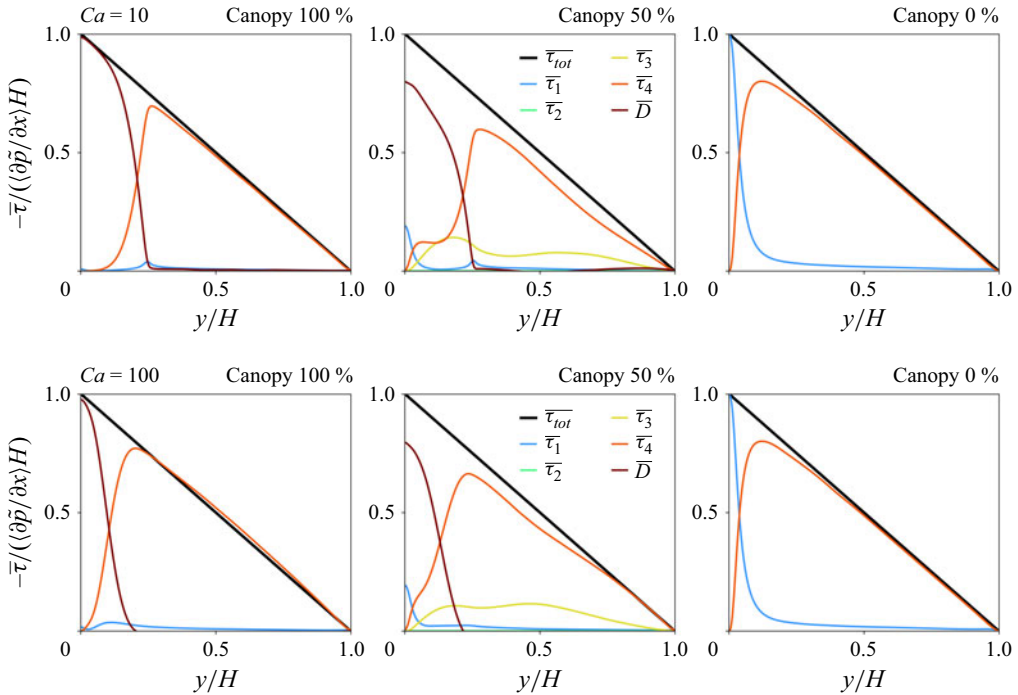 Ca = 10 Canopy 100 % Canopy 50 % Canopy 0 %
1.0 1.0 1.0
τ̅tot τ̅3
τ̅1 τ̅4
τ̅2 D̅
0.5 0.5 0.5
−τ̅/(⟨∂p̃/∂x⟩H)
0 0.5 1.0 0 0.5 1.0 0 0.5 1.0
y/H y/H y/H
Ca = 100 Canopy 100 % Canopy 50 % Canopy 0 %
1.0 1.0 1.0
τ̅tot τ̅3
τ̅1 τ̅4
τ̅2 D̅
0.5 0.5 0.5
−τ̅/(⟨∂p̃/∂x⟩H)
0 0.5 1.0 0 0.5 1.0 0 0.5 1.0
y/H y/H y/H